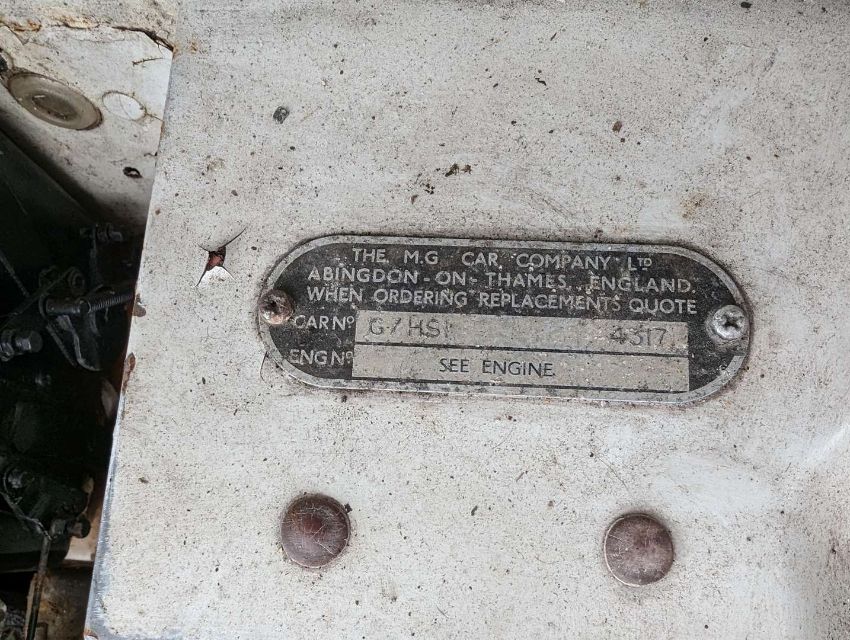 THE M.G CAR COMPANY LTD
ABINGDON-ON-THAMES, ENGLAND.
WHEN ORDERING REPLACEMENTS QUOTE
CAR Nº G/HS1 4317
ENG Nº SEE ENGINE